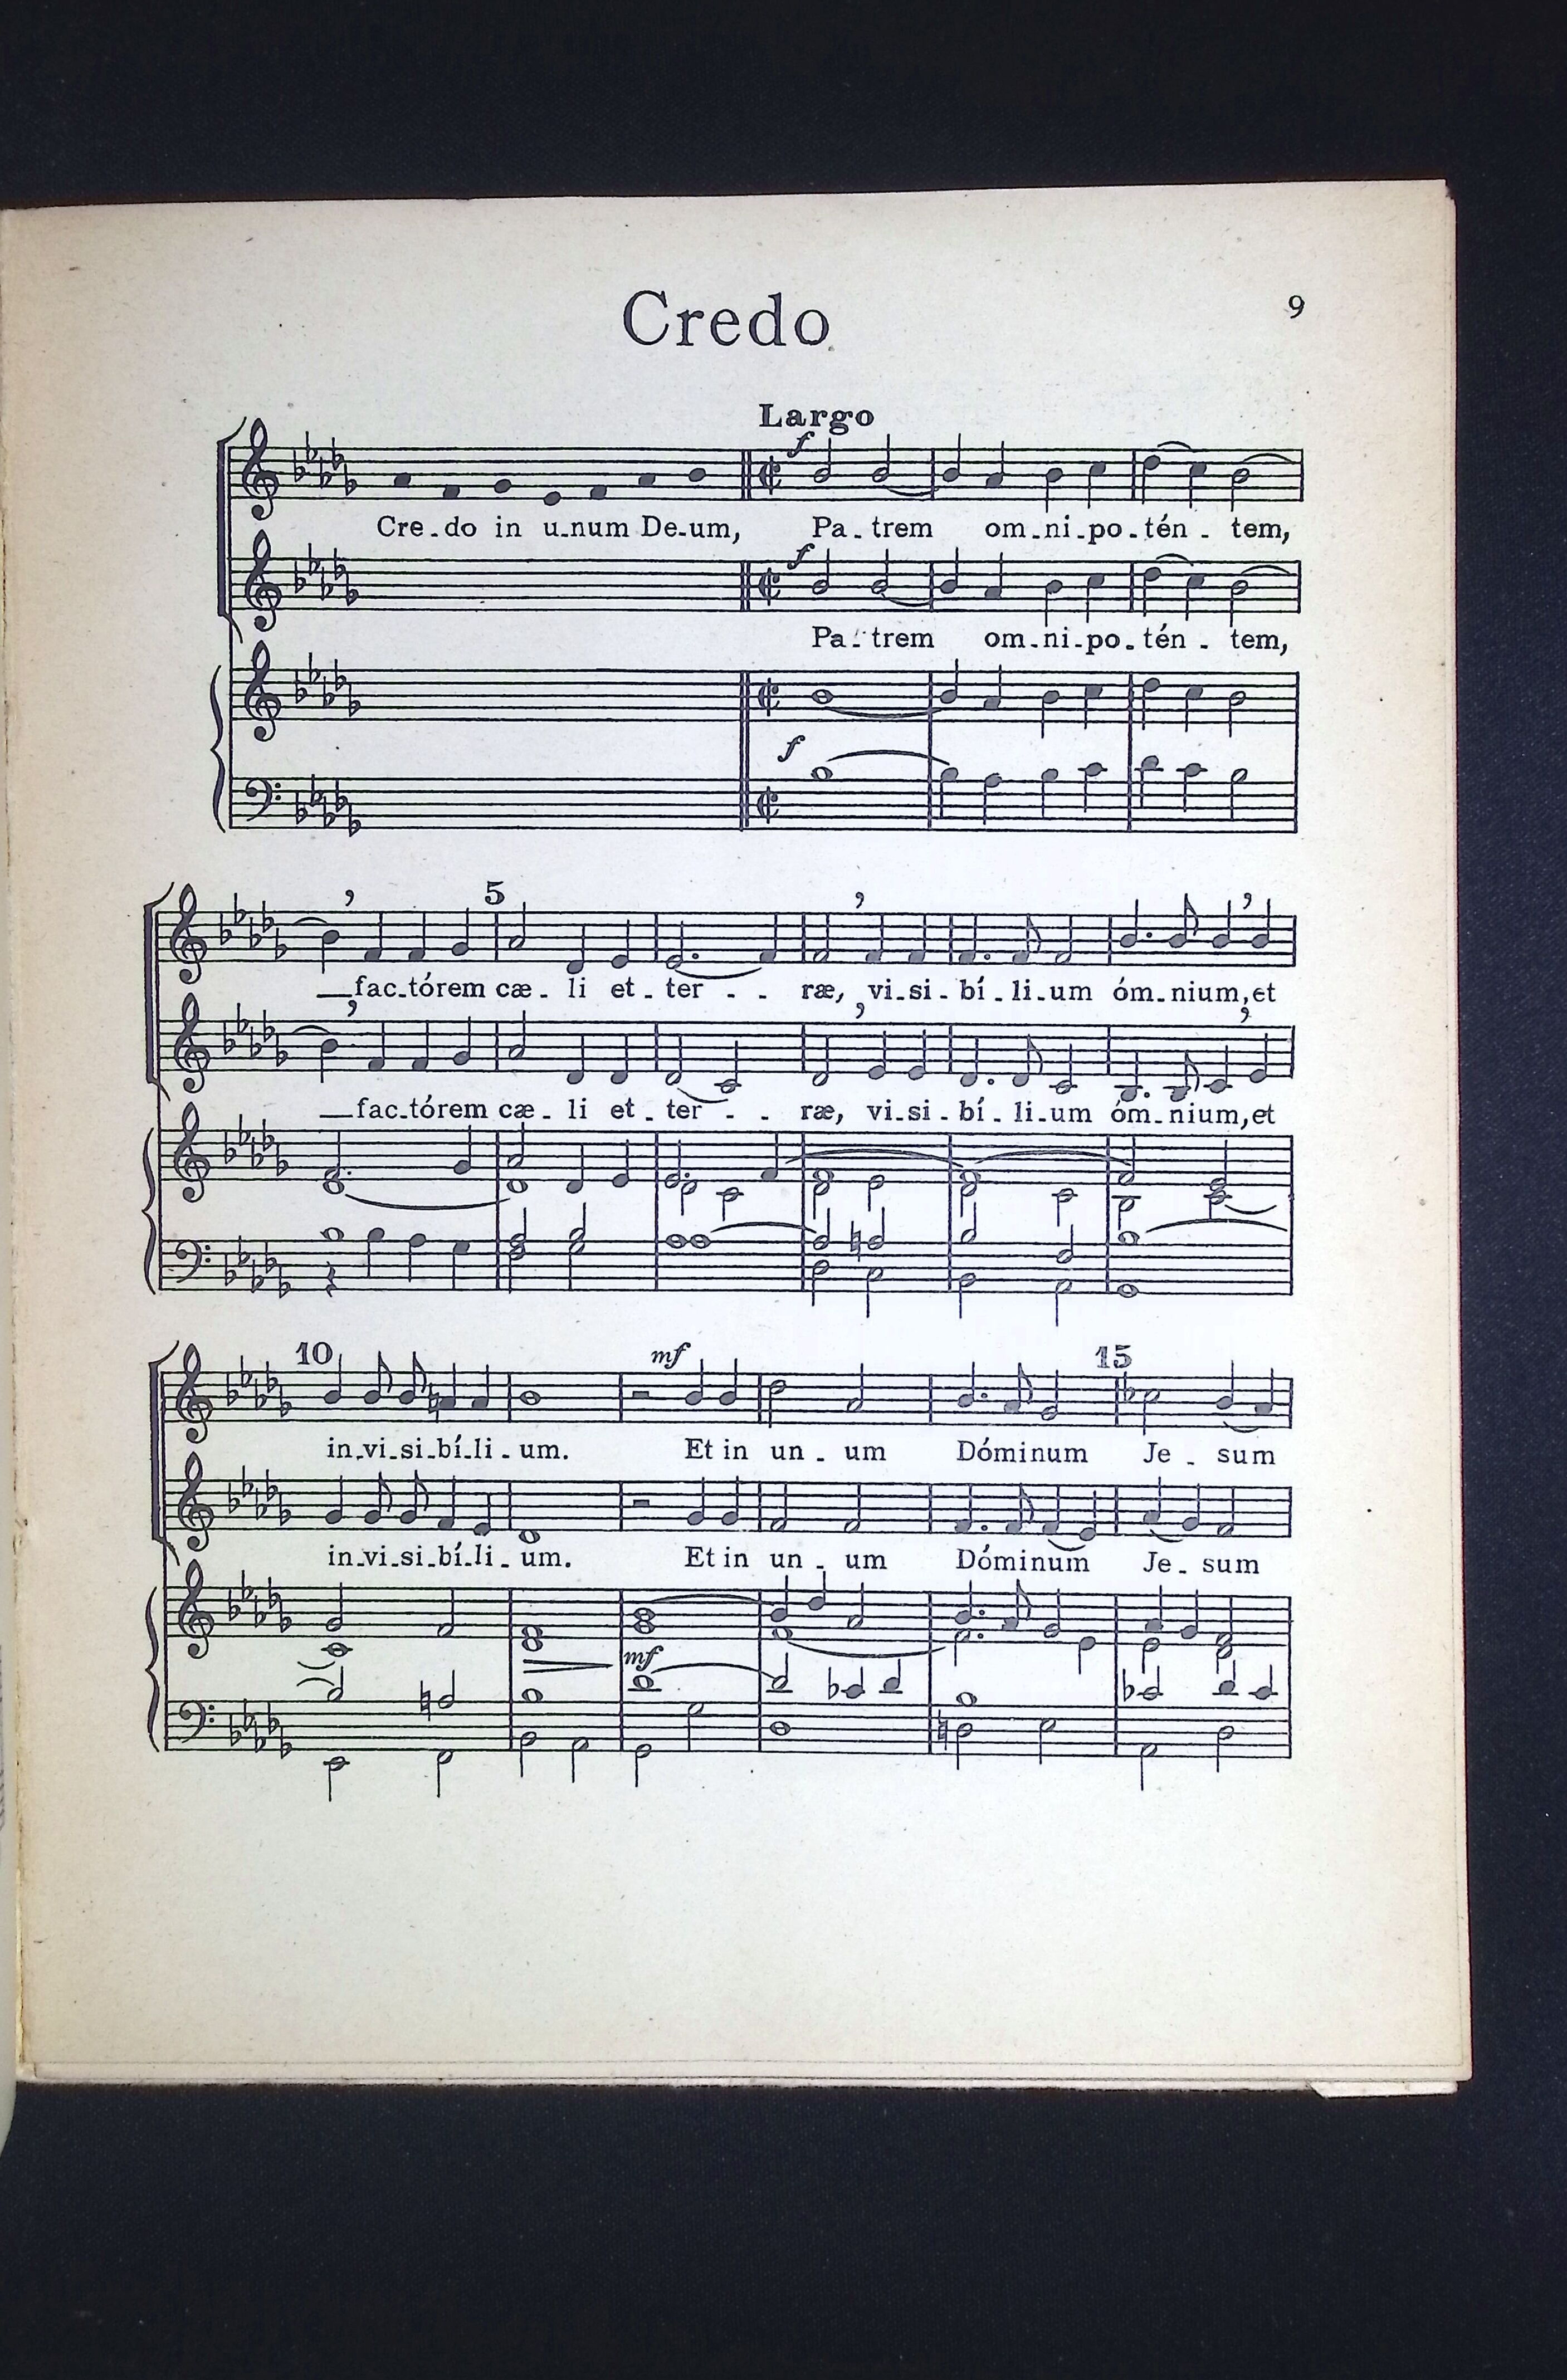 Credo
9
Largo
f
Cre-do in u-num De-um, Pa-trem om-ni-po-tén-tem,
f
Pa-trem om-ni-po-tén-tem,
f
5
fac-tórem cæ-li et-ter-- ræ, vi-si-bí-li-um óm-nium, et
fac-tórem cæ-li et-ter-- ræ, vi-si-bí-li-um óm-nium, et
10 mf 15
in-vi-si-bí-li-um. Et in un-um Dóminum Je-sum
in-vi-si-bí-li-um. Et in un-um Dóminum Je-sum
mf